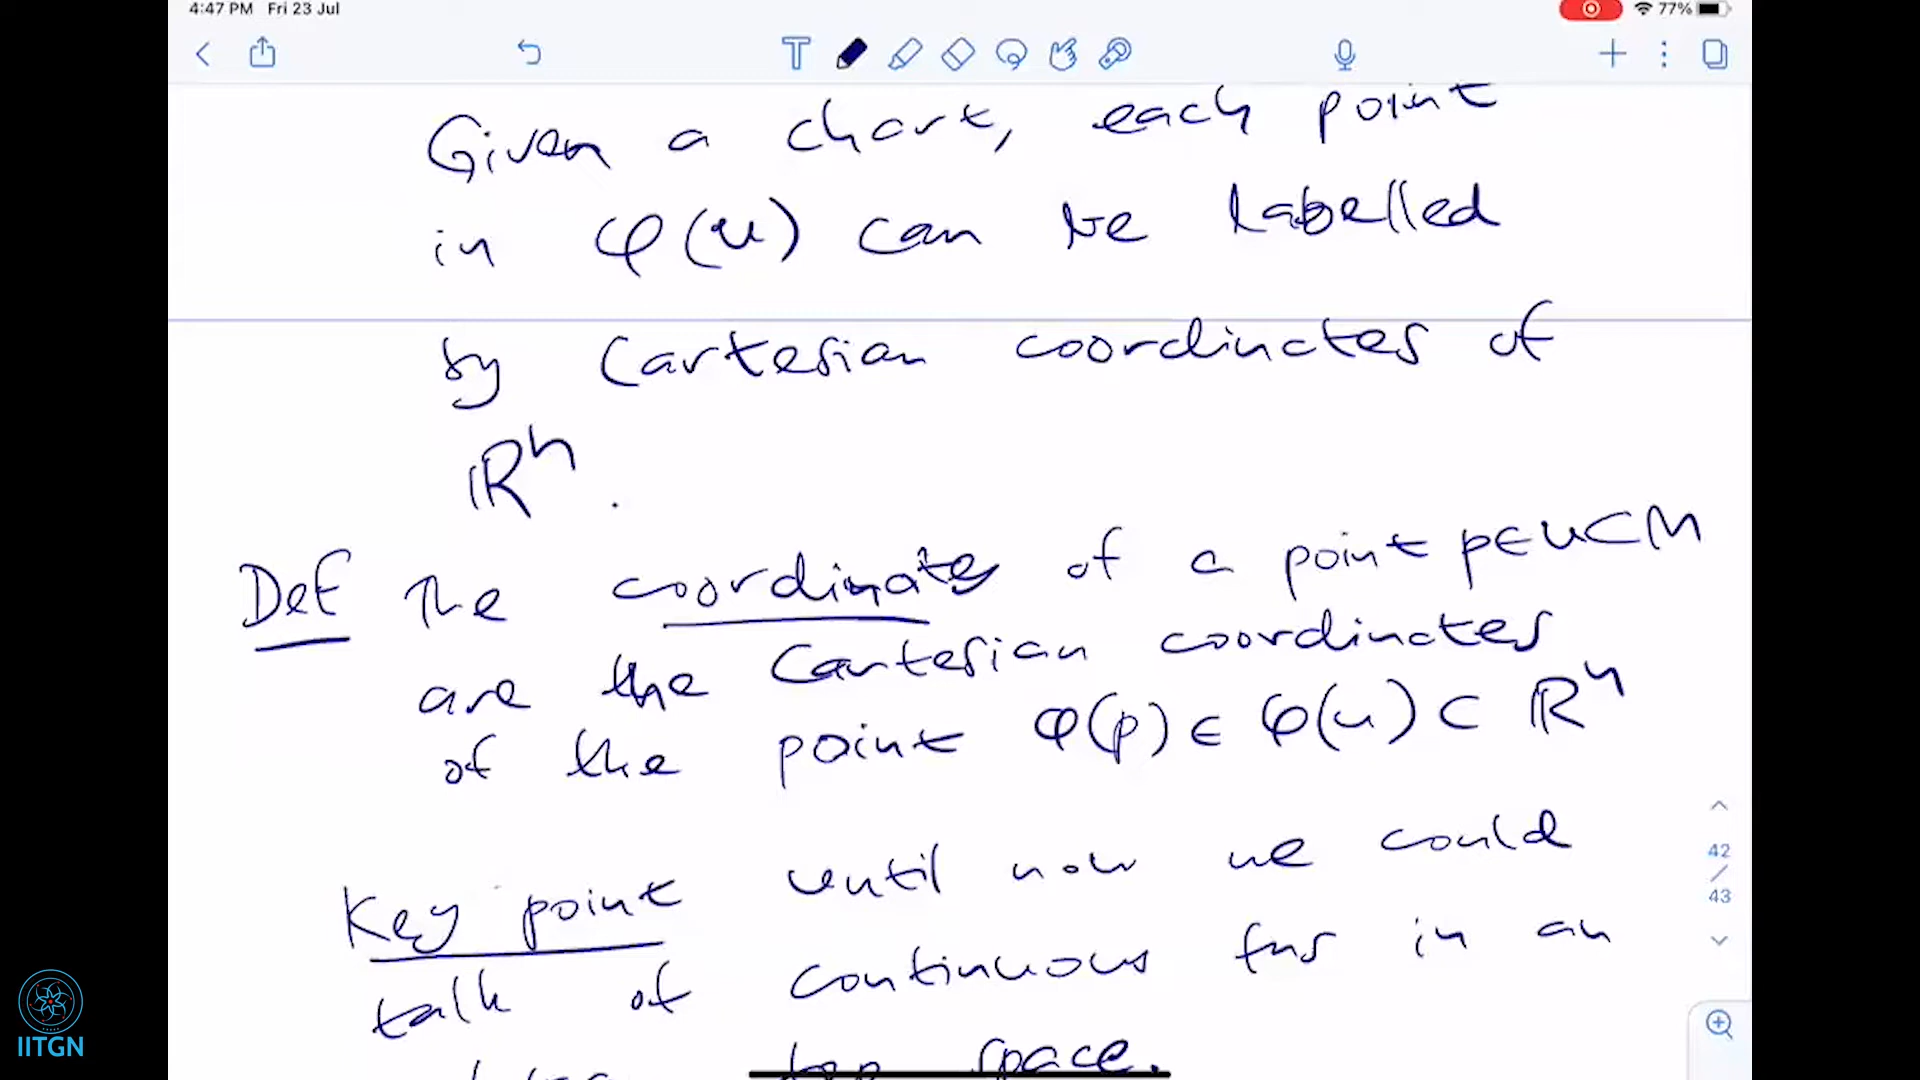 4:47 PM Fri 23 Jul
77%
Given a chart, each point
in φ(u) can be labelled
by Cartesian coordinates of
ℝⁿ.
Def The coordinates of a point p∈u⊂M
are the Cartesian coordinates
of the point φ(p) ∈ φ(u) ⊂ ℝⁿ
Key point until now we could
talk of continuous fns in an
top space.
42
/
43
IITGN